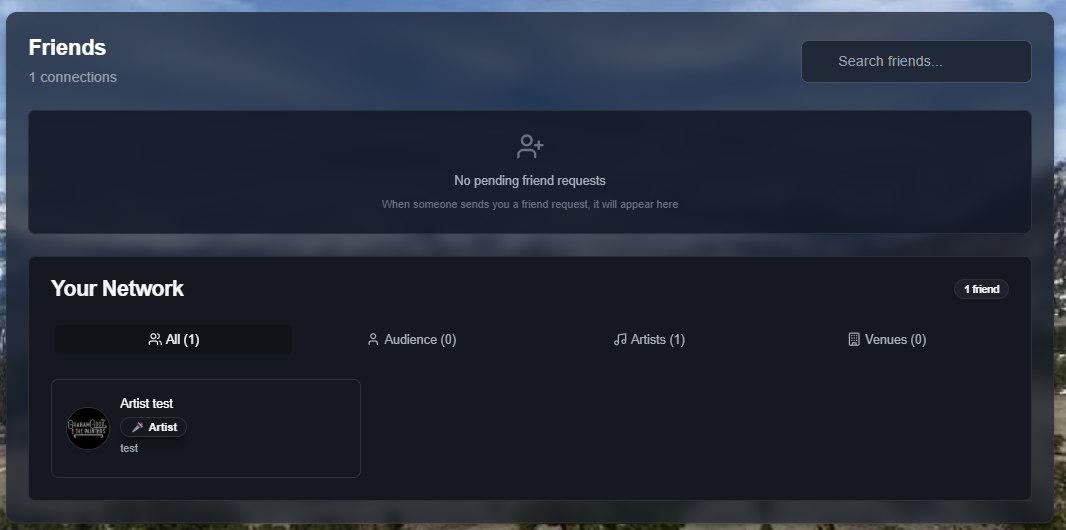 Friends
1 connections
Search friends...
No pending friend requests
When someone sends you a friend request, it will appear here
Your Network
1 friend
All (1)
Audience (0)
Artists (1)
Venues (0)
Artist test
Artist
test